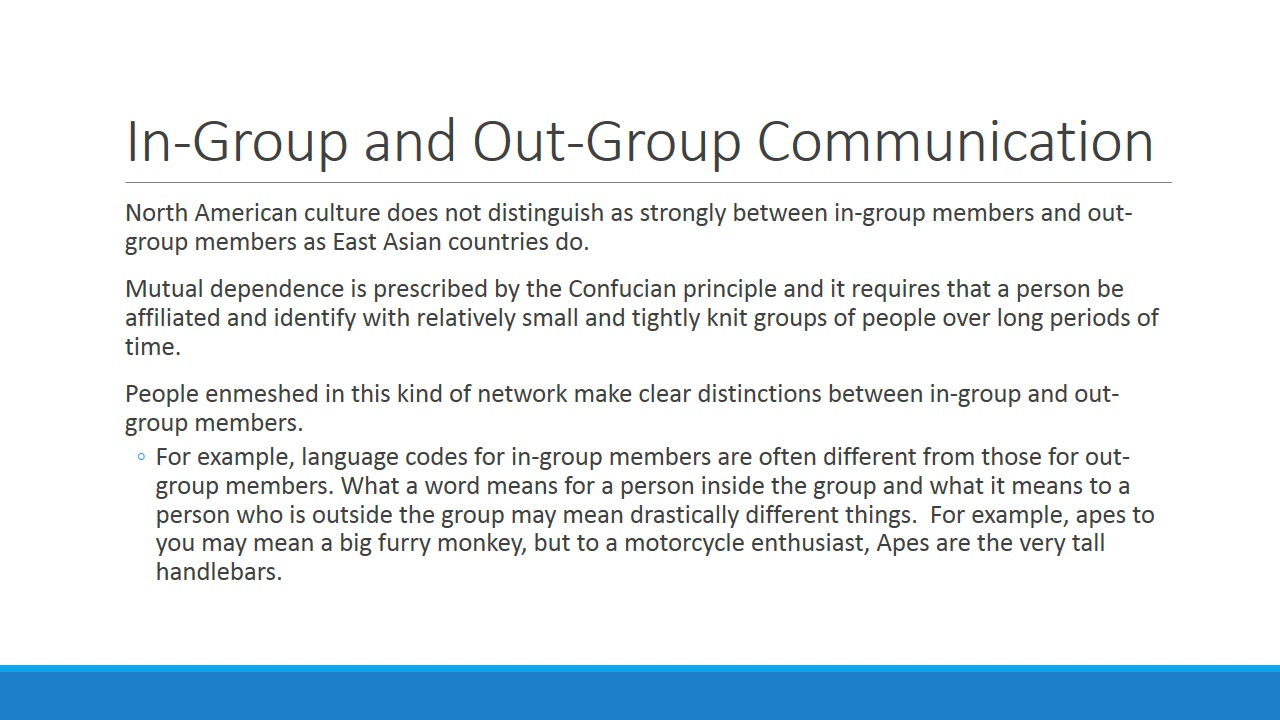 In-Group and Out-Group Communication
North American culture does not distinguish as strongly between in-group members and out-
group members as East Asian countries do.
Mutual dependence is prescribed by the Confucian principle and it requires that a person be
affiliated and identify with relatively small and tightly knit groups of people over long periods of
time.
People enmeshed in this kind of network make clear distinctions between in-group and out-
group members.
◦ For example, language codes for in-group members are often different from those for out-
group members. What a word means for a person inside the group and what it means to a
person who is outside the group may mean drastically different things.  For example, apes to
you may mean a big furry monkey, but to a motorcycle enthusiast, Apes are the very tall
handlebars.